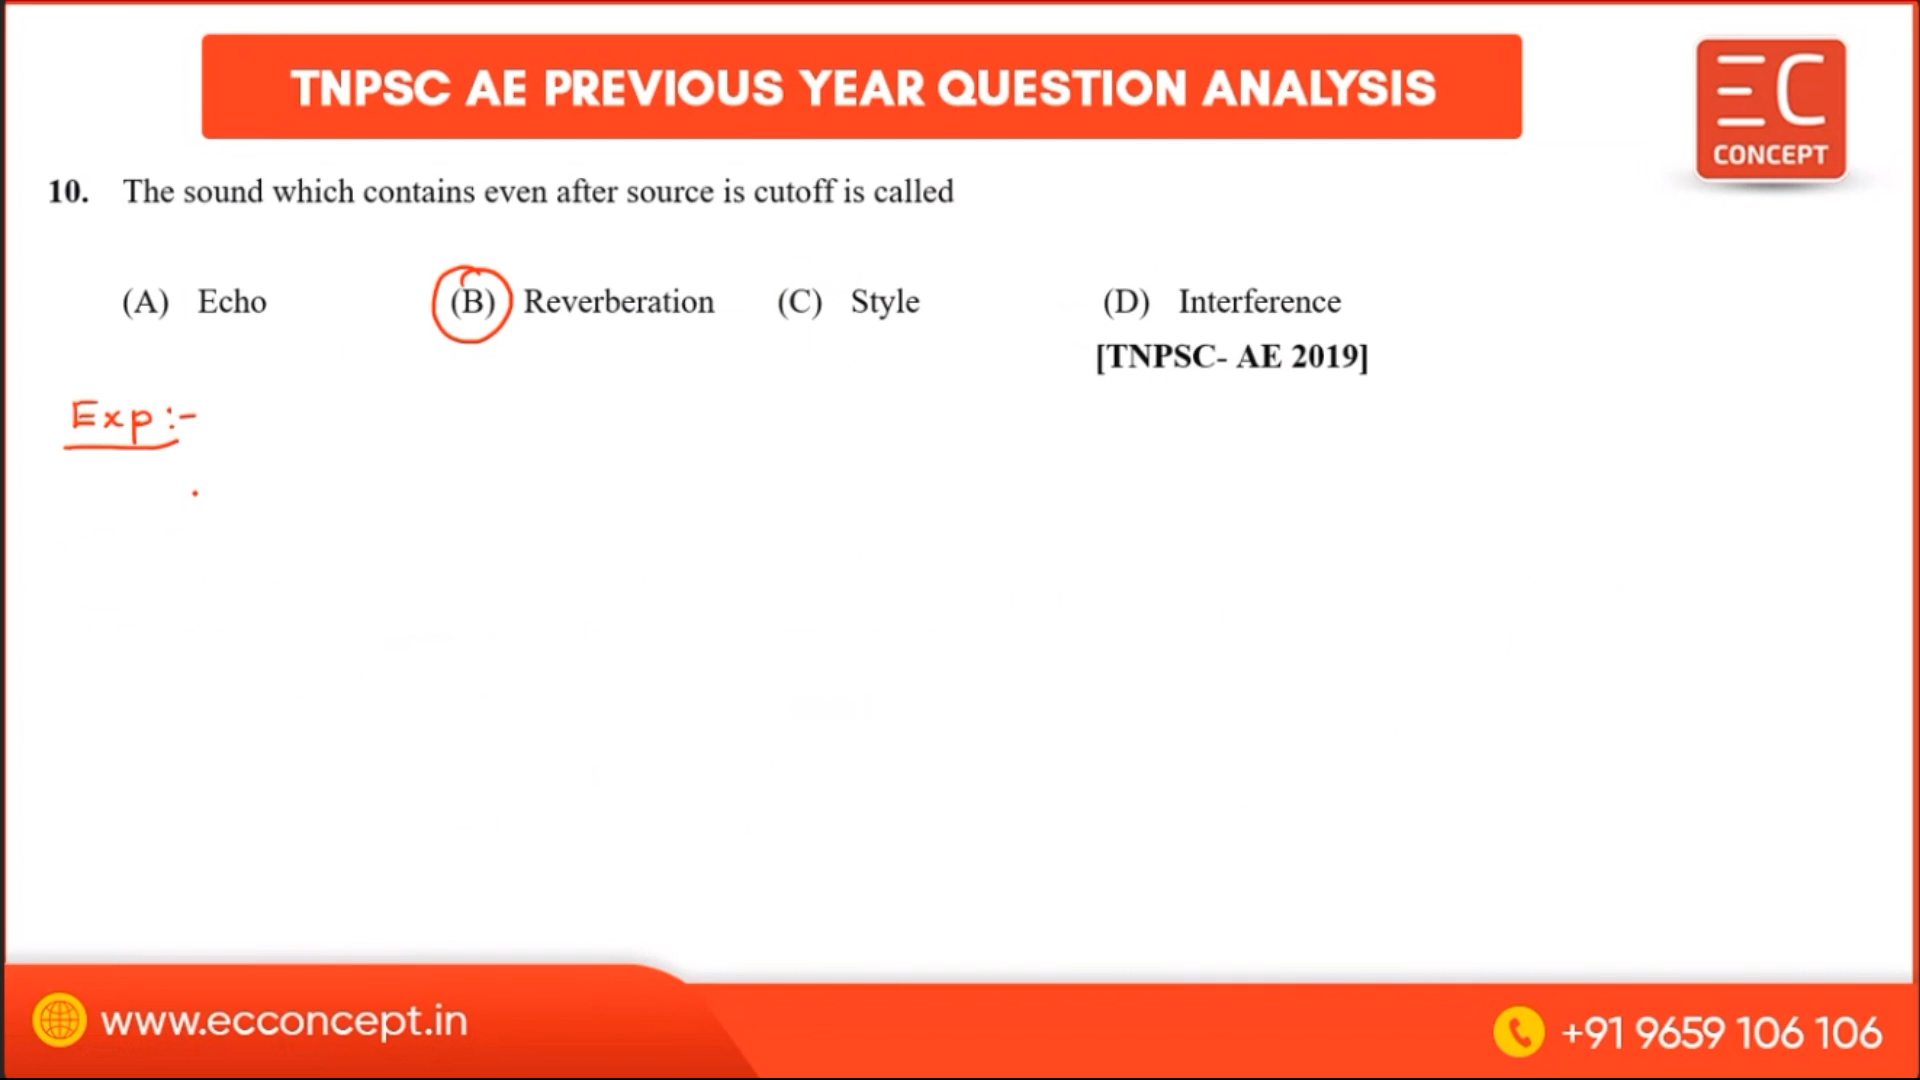 TNPSC AE PREVIOUS YEAR QUESTION ANALYSIS
EC
CONCEPT
10. The sound which contains even after source is cutoff is called
(A) Echo (B) Reverberation (C) Style (D) Interference
[TNPSC- AE 2019]
Exp:-
www.ecconcept.in
+91 9659 106 106